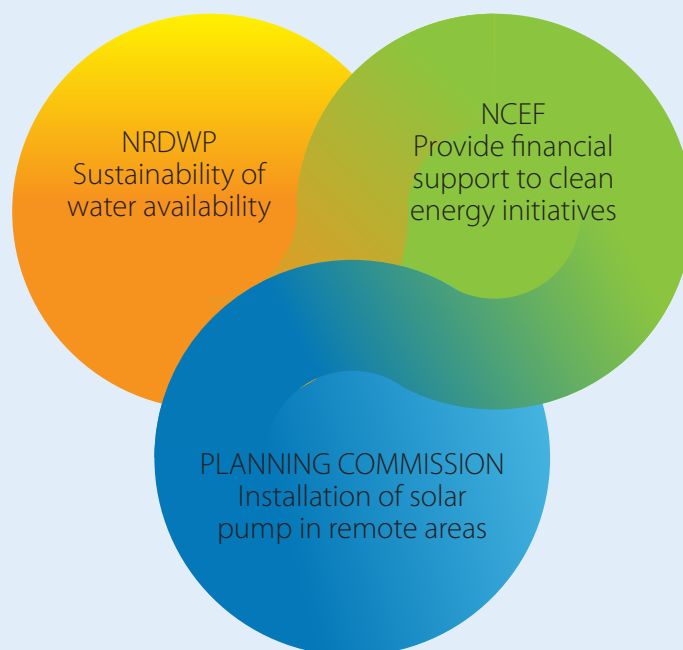 NRDWP
Sustainability of
water availability
NCEF
Provide financial
support to clean
energy initiatives
PLANNING COMMISSION
Installation of solar
pump in remote areas